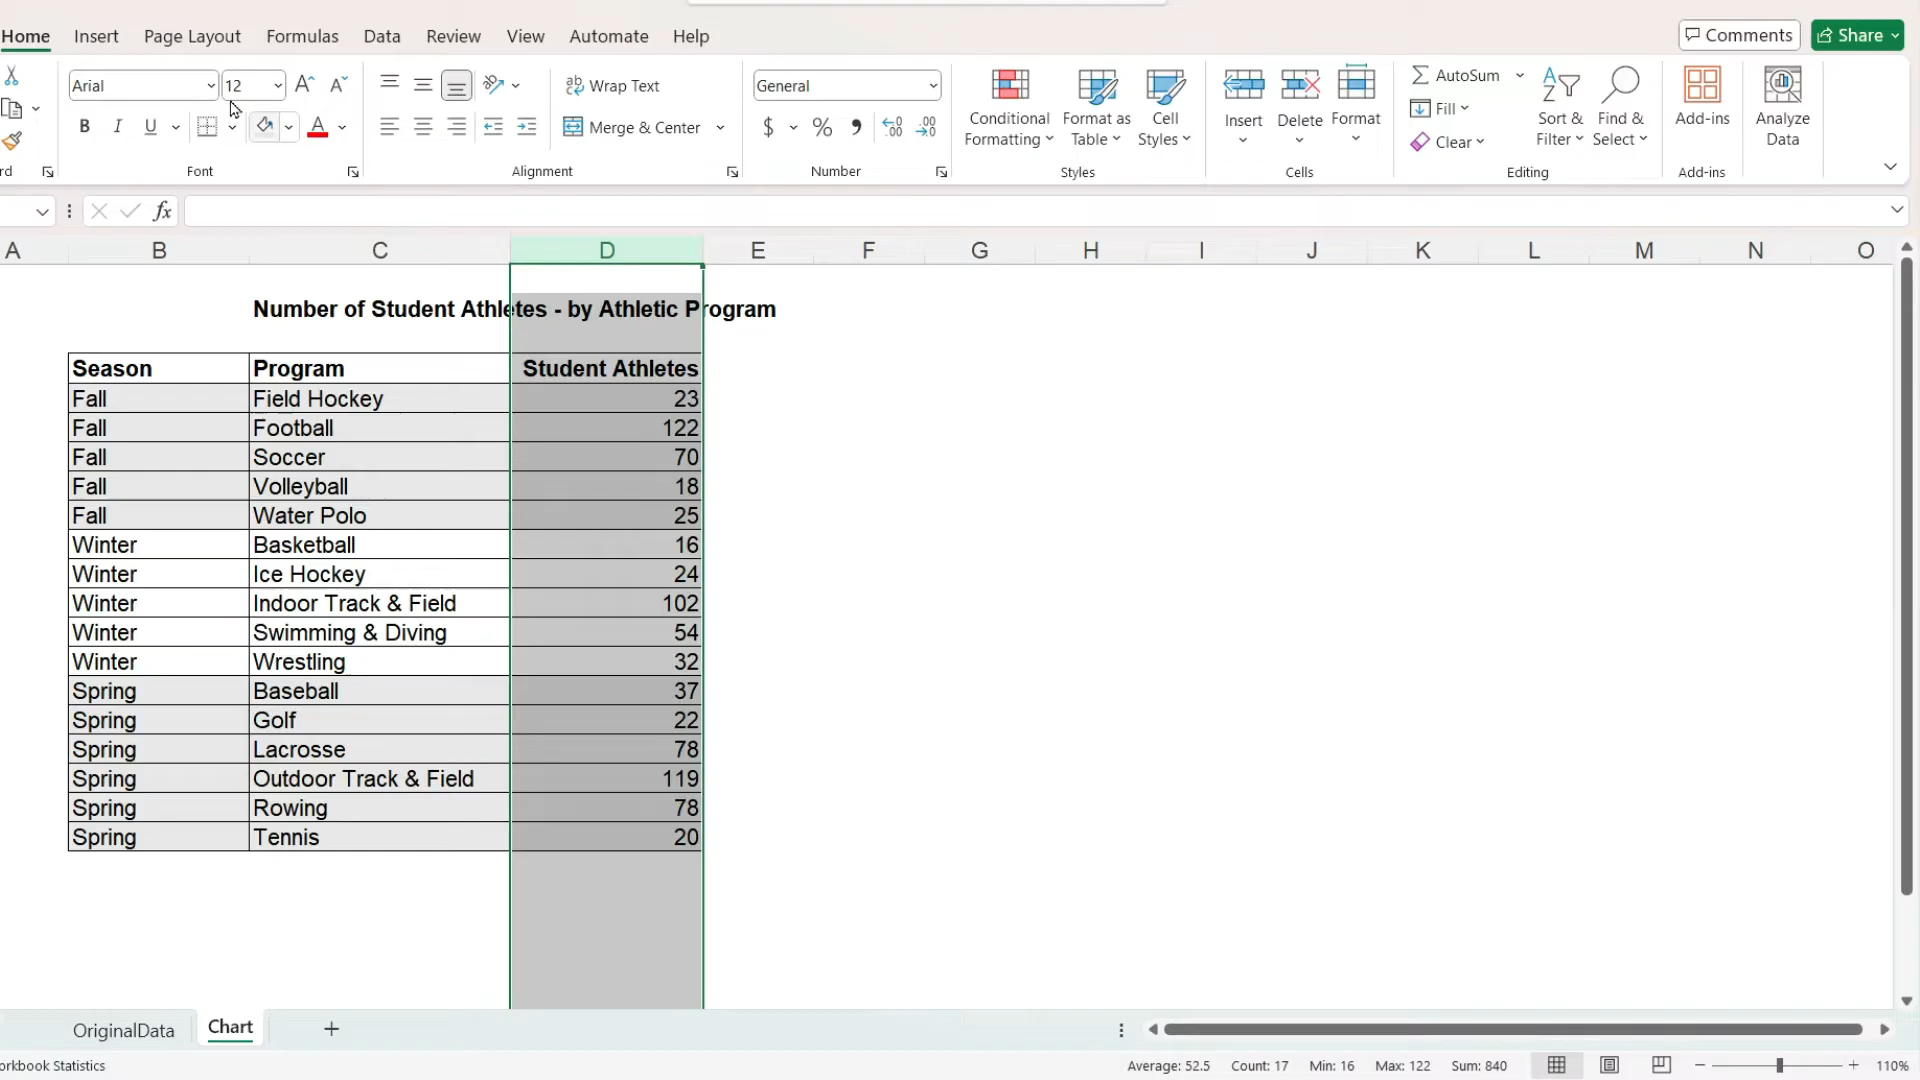 Home Insert Page Layout Formulas Data Review View Automate Help Comments Share
Arial 12 A A Wrap Text General AutoSum
B I U A Merge & Center $ % 9 Conditional Formatting Format as Table Cell Styles Insert Delete Format Fill Clear Sort & Filter Find & Select Add-ins Analyze Data
rd Font Alignment Number Styles Cells Editing Add-ins
fx
A B C D E F G H I J K L M N O
Number of Student Athletes - by Athletic Program
Season Program Student Athletes
Fall Field Hockey 23
Fall Football 122
Fall Soccer 70
Fall Volleyball 18
Fall Water Polo 25
Winter Basketball 16
Winter Ice Hockey 24
Winter Indoor Track & Field 102
Winter Swimming & Diving 54
Winter Wrestling 32
Spring Baseball 37
Spring Golf 22
Spring Lacrosse 78
Spring Outdoor Track & Field 119
Spring Rowing 78
Spring Tennis 20
OriginalData Chart +
orkbook Statistics Average: 52.5 Count: 17 Min: 16 Max: 122 Sum: 840 110%